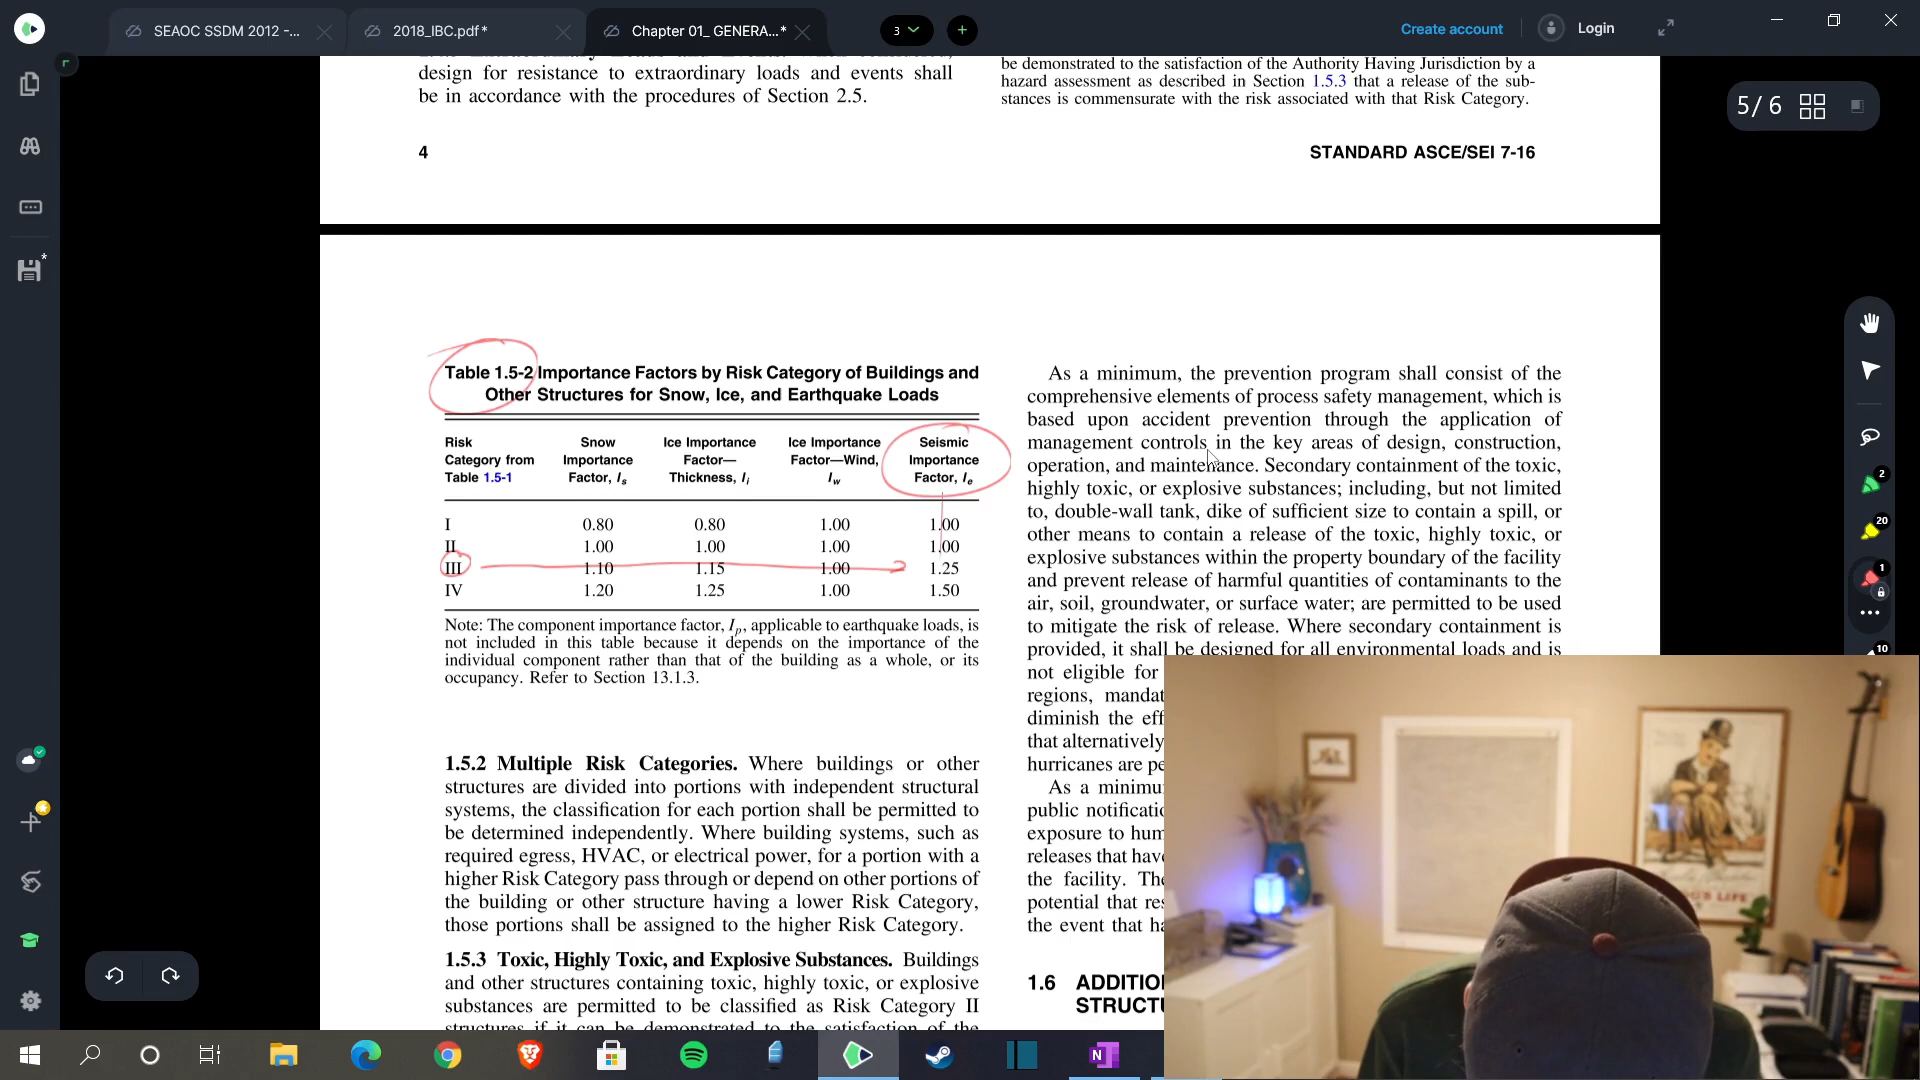 SEAOC SSDM 2012 -...
2018_IBC.pdf*
Chapter 01_ GENERA...*
3
Create account
Login
design for resistance to extraordinary loads and events shall
be in accordance with the procedures of Section 2.5.
be demonstrated to the satisfaction of the Authority Having Jurisdiction by a
hazard assessment as described in Section 1.5.3 that a release of the sub-
stances is commensurate with the risk associated with that Risk Category.
5/ 6
4
STANDARD ASCE/SEI 7-16
Table 1.5-2 Importance Factors by Risk Category of Buildings and
Other Structures for Snow, Ice, and Earthquake Loads
Risk Category from Table 1.5-1 Snow Importance Factor, Is Ice Importance Factor—Thickness, Ii Ice Importance Factor—Wind, Iw Seismic Importance Factor, Ie
I 0.80 0.80 1.00 1.00
II 1.00 1.00 1.00 1.00
III 1.10 1.15 1.00 1.25
IV 1.20 1.25 1.00 1.50
Note: The component importance factor, Ip, applicable to earthquake loads, is
not included in this table because it depends on the importance of the
individual component rather than that of the building as a whole, or its
occupancy. Refer to Section 13.1.3.
1.5.2 Multiple Risk Categories. Where buildings or other
structures are divided into portions with independent structural
systems, the classification for each portion shall be permitted to
be determined independently. Where building systems, such as
required egress, HVAC, or electrical power, for a portion with a
higher Risk Category pass through or depend on other portions of
the building or other structure having a lower Risk Category,
those portions shall be assigned to the higher Risk Category.
1.5.3 Toxic, Highly Toxic, and Explosive Substances. Buildings
and other structures containing toxic, highly toxic, or explosive
substances are permitted to be classified as Risk Category II
structures if it can be demonstrated to the satisfaction of the
As a minimum, the prevention program shall consist of the
comprehensive elements of process safety management, which is
based upon accident prevention through the application of
management controls in the key areas of design, construction,
operation, and maintenance. Secondary containment of the toxic,
highly toxic, or explosive substances; including, but not limited
to, double-wall tank, dike of sufficient size to contain a spill, or
other means to contain a release of the toxic, highly toxic, or
explosive substances within the property boundary of the facility
and prevent release of harmful quantities of contaminants to the
air, soil, groundwater, or surface water; are permitted to be used
to mitigate the risk of release. Where secondary containment is
provided, it shall be designed for all environmental loads and is
not eligible for
regions, mandat
diminish the eff
that alternatively
hurricanes are pe
As a minimu
public notificatio
exposure to hum
releases that hav
the facility. The
potential that res
the event that ha
1.6 ADDITIO
STRUCTU
2
20
1
10
N